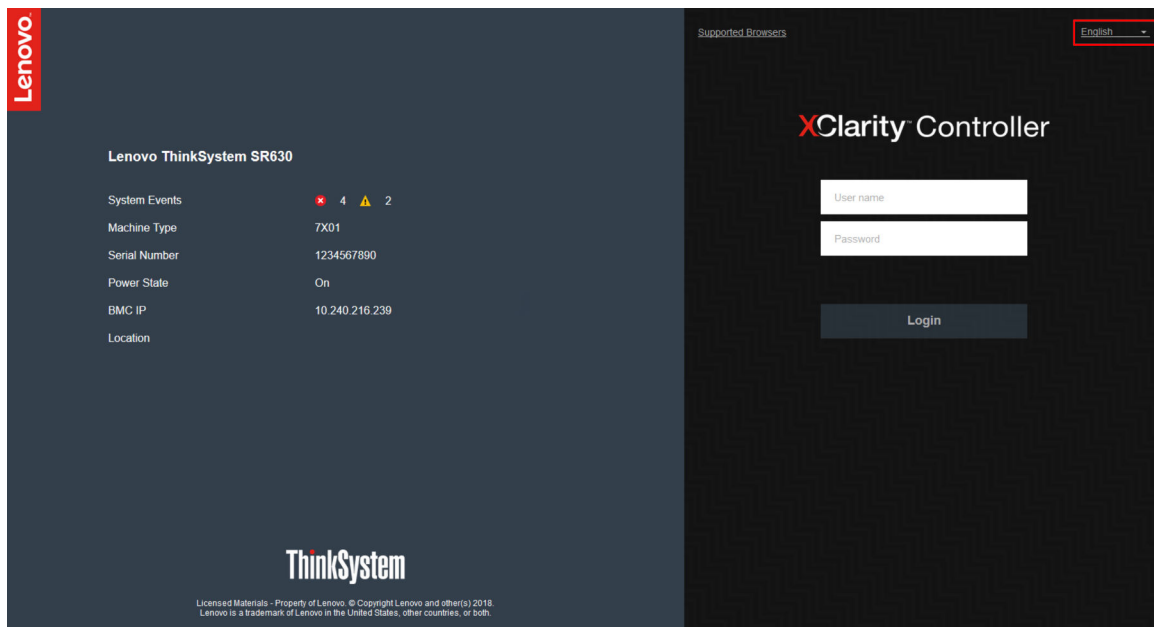 Lenovo
Supported Browsers
English
XClarity™ Controller
Lenovo ThinkSystem SR630
System Events 4 2
Machine Type 7X01
Serial Number 1234567890
Power State On
BMC IP 10.240.216.239
Location
User name
Password
Login
ThinkSystem
Licensed Materials - Property of Lenovo. © Copyright Lenovo and other(s) 2018.
Lenovo is a trademark of Lenovo in the United States, other countries, or both.